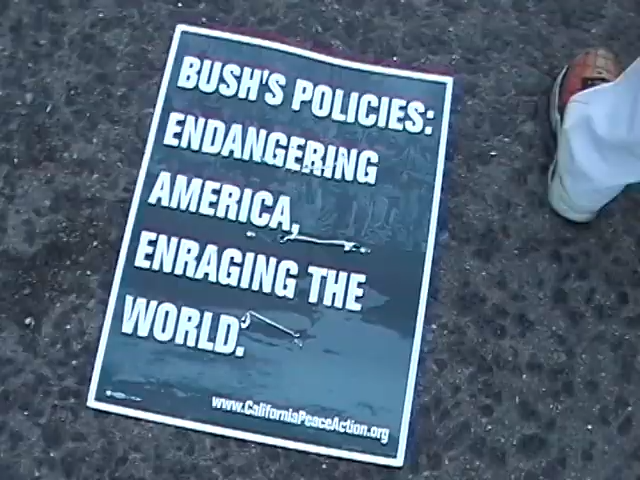 BUSH'S POLICIES:
ENDANGERING
AMERICA,
ENRAGING THE
WORLD.
www.CaliforniaPeaceAction.org